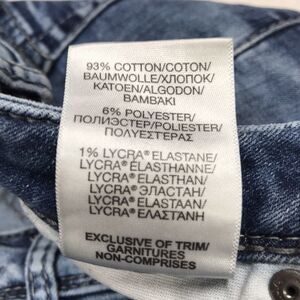 93% COTTON/COTON/
BAUMWOLLE/ХЛОПОК/
KATOEN/ALGODON/
ΒΑΜΒΑΚΙ
6% POLYESTER/
ПОЛИЭСТЕР/POLIESTER/
ΠΟΛΥΕΣΤΕΡΑΣ
1% LYCRA® ELASTANE/
LYCRA® ELASTHANNE/
LYCRA® ELASTHAN/
LYCRA® ЭЛАСТАН/
LYCRA® ELASTAAN/
LYCRA® ΕΛΑΣΤΑΝΗ
EXCLUSIVE OF TRIM/
GARNITURES
NON-COMPRISES